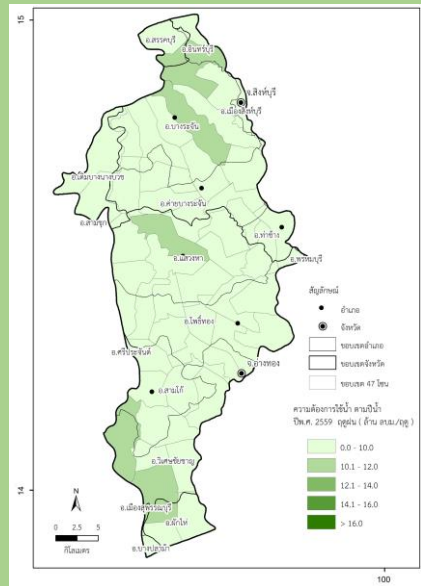 15
อ.สรรคบุรี
อ.อินทร์บุรี
จ.สิงห์บุรี
อ.เมืองสิงห์บุรี
อ.บางระจัน
อ.เดิมบางนางบวช
อ.ค่ายบางระจัน
อ.สามชุก
อ.ท่าช้าง
อ.แสวงหา
อ.พรหมบุรี
สัญลักษณ์
อำเภอ
จังหวัด
ขอบเขตอำเภอ
ขอบเขตจังหวัด
ขอบเขต 47 โซน
อ.โพธิ์ทอง
อ.ศรีประจันต์
จ.อ่างทอง
อ.สามโก้
ความต้องการใช้น้ำ ตามปีน้ำ
ปีพ.ศ. 2559 ฤดูฝน ( ล้าน ลบม./ฤดู )
0.0 - 10.0
10.1 - 12.0
12.1 - 14.0
14.1 - 16.0
> 16.0
อ.วิเศษชัยชาญ
14
N
อ.เมืองสุพรรณบุรี
อ.ผักไห่
0 2.5 5
กิโลเมตร
อ.บางปลาม้า
100